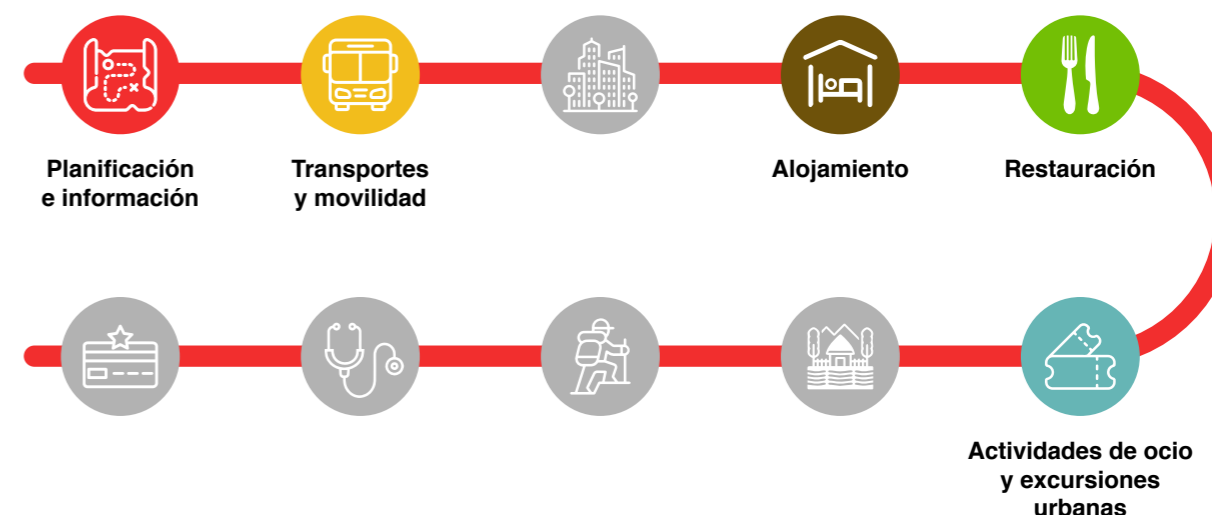 Planificación
e información
Transportes
y movilidad
Alojamiento
Restauración
Actividades de ocio
y excursiones
urbanas